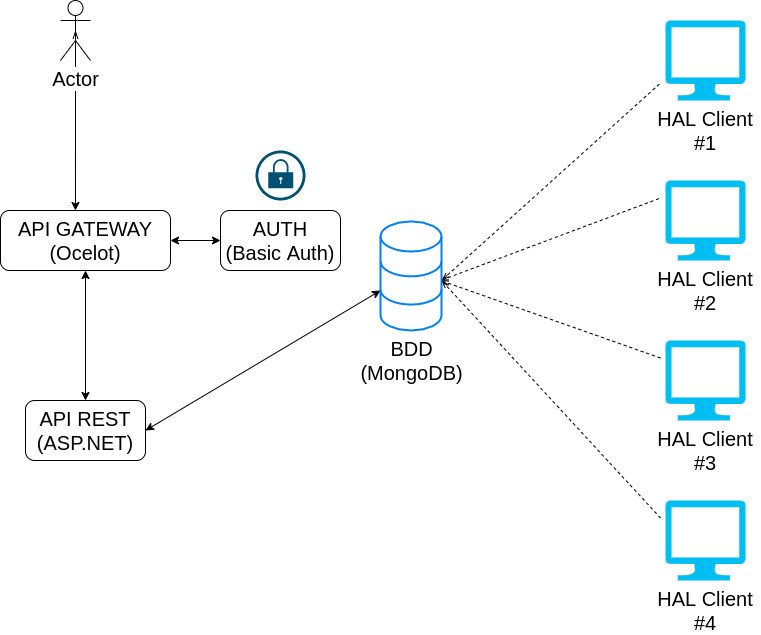 Actor
API GATEWAY
(Ocelot)
AUTH
(Basic Auth)
API REST
(ASP.NET)
BDD
(MongoDB)
HAL Client
#1
HAL Client
#2
HAL Client
#3
HAL Client
#4